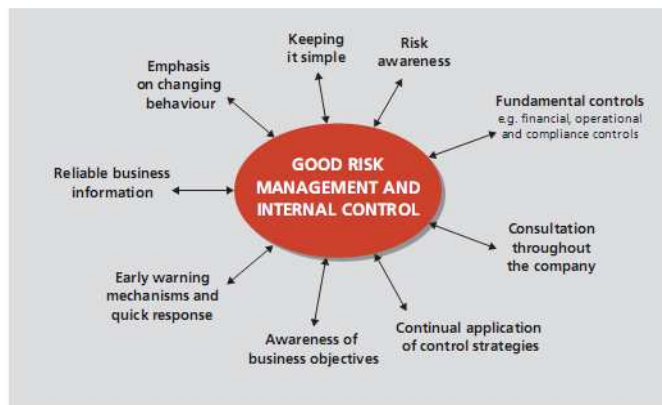 Keeping
it simple
Risk
awareness
Emphasis
on changing
behaviour
Fundamental controls
e.g. financial, operational
and compliance controls
GOOD RISK
MANAGEMENT AND
INTERNAL CONTROL
Reliable business
information
Consultation
throughout
the company
Early warning
mechanisms and
quick response
Awareness of
business objectives
Continual application
of control strategies